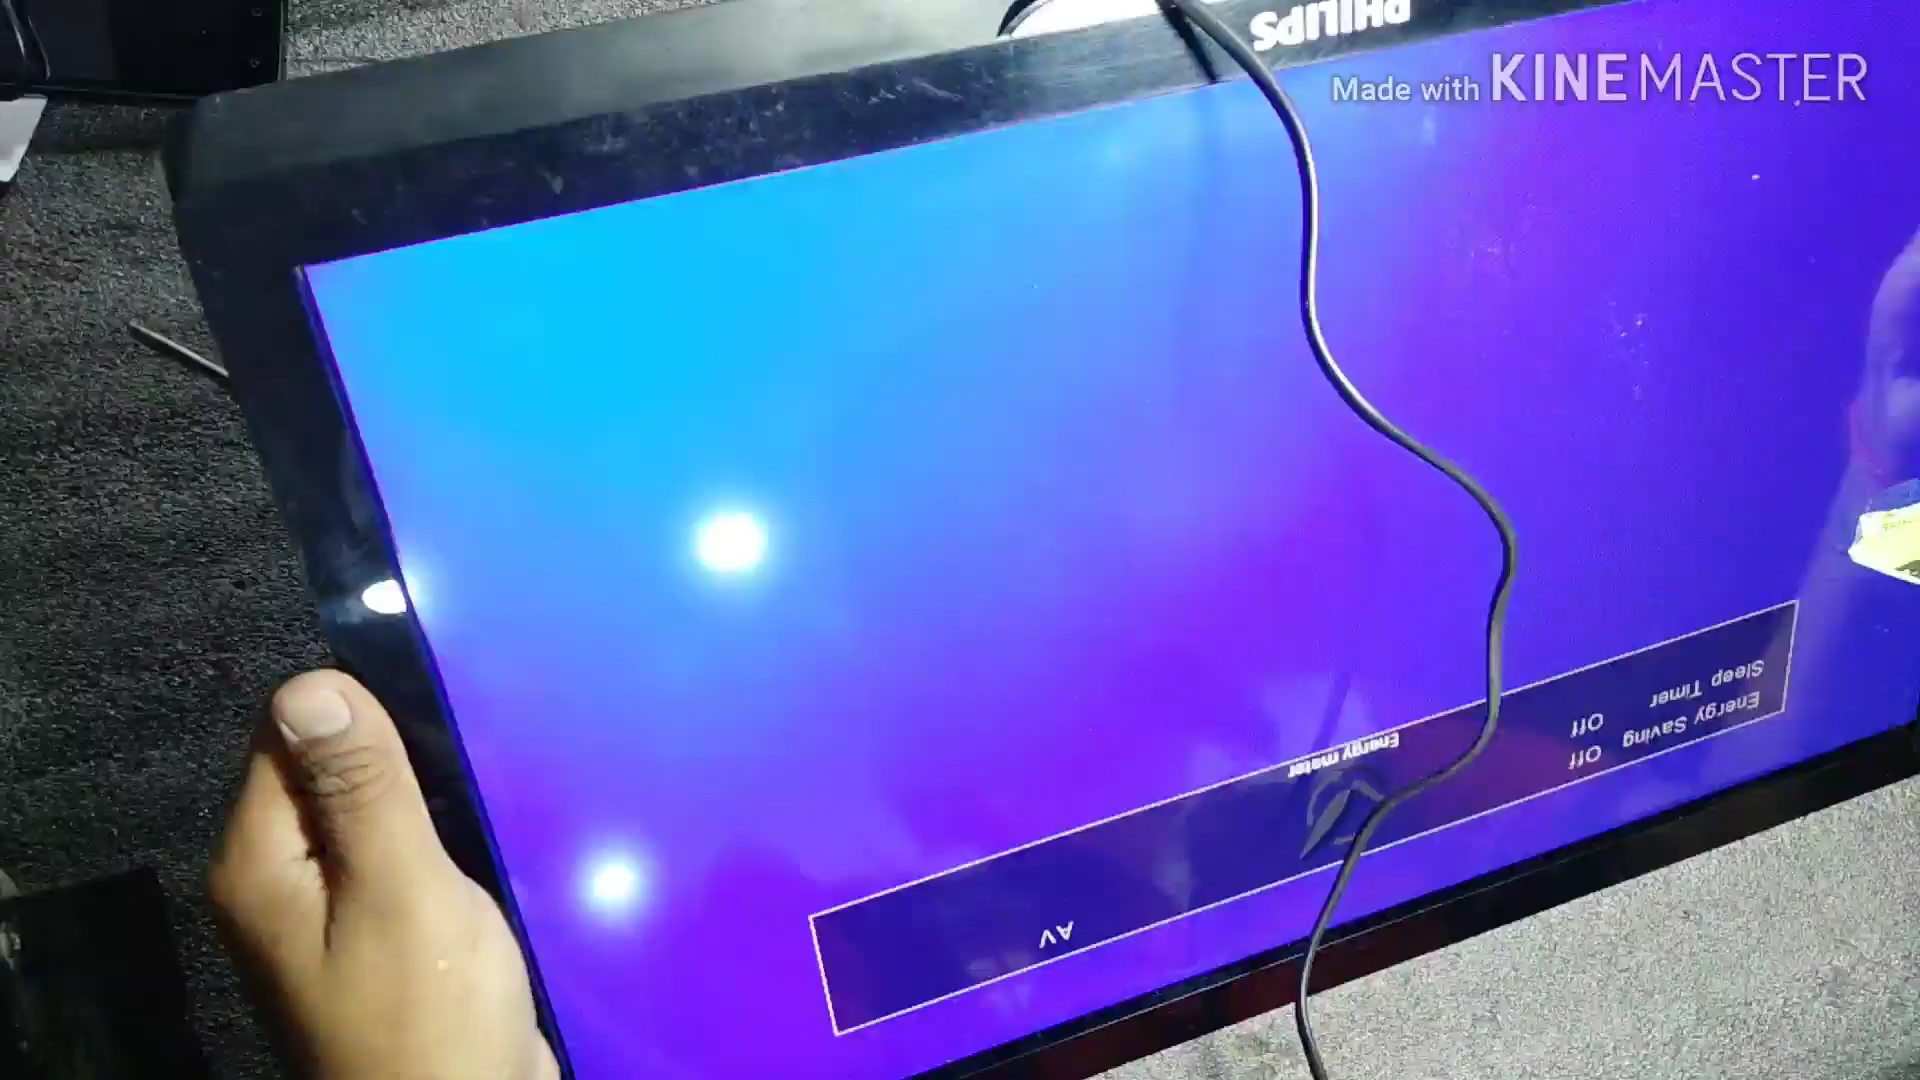 PHILIPS
Made with KINEMASTER
AV
Energy meter
Energy Saving Off
Sleep Timer Off